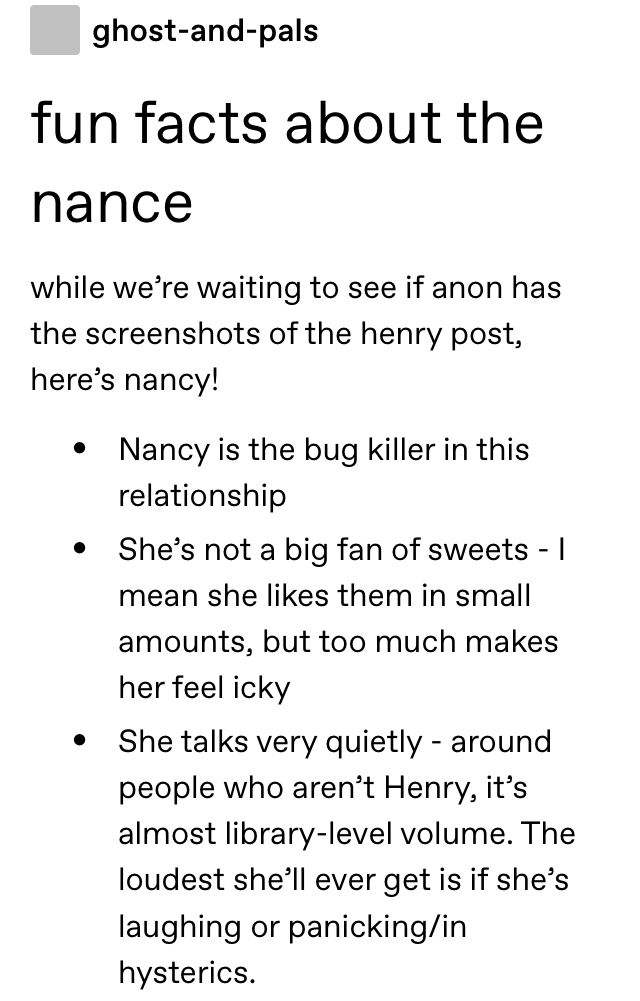 ghost-and-pals
fun facts about the
nance
while we’re waiting to see if anon has
the screenshots of the henry post,
here’s nancy!
• Nancy is the bug killer in this
relationship
• She’s not a big fan of sweets - I
mean she likes them in small
amounts, but too much makes
her feel icky
• She talks very quietly - around
people who aren’t Henry, it’s
almost library-level volume. The
loudest she’ll ever get is if she’s
laughing or panicking/in
hysterics.